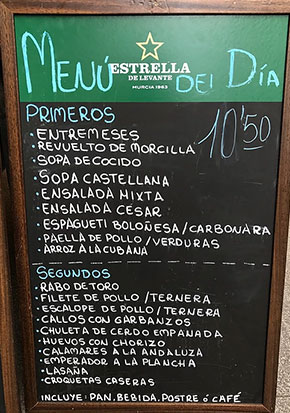 MENÚ DEL DÍA
ESTRELLA
DE LEVANTE
MURCIA 1963
PRIMEROS
10'50
· ENTREMESES
· REVUELTO DE MORCILLA
· SOPA DE COCIDO
· SOPA CASTELLANA
· ENSALADA MIXTA
· ENSALADA CÉSAR
· ESPAGUETI BOLOÑESA/CARBONARA
· PAELLA DE POLLO/VERDURAS
· ARROZ A LA CUBANA
SEGUNDOS
· RABO DE TORO
· FILETE DE POLLO/TERNERA
· ESCALOPE DE POLLO/TERNERA
· CALLOS CON GARBANZOS
· CHULETA DE CERDO EMPANADA
· HUEVOS CON CHORIZO
· CALAMARES A LA ANDALUZA
· EMPERADOR A LA PLANCHA
· LASAÑA
· CROQUETAS CASERAS
INCLUYE: PAN, BEBIDA, POSTRE ó CAFÉ